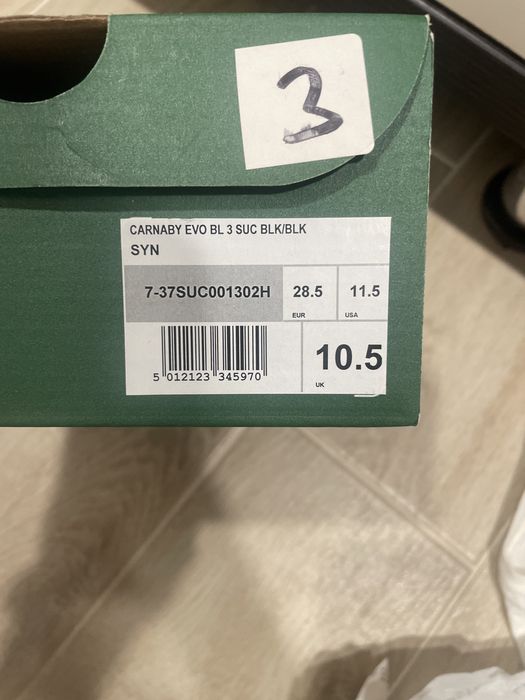 3
CARNABY EVO BL 3 SUC BLK/BLK
SYN
7-37SUC001302H 28.5 11.5
EUR USA
10.5
UK
5 012123 345970